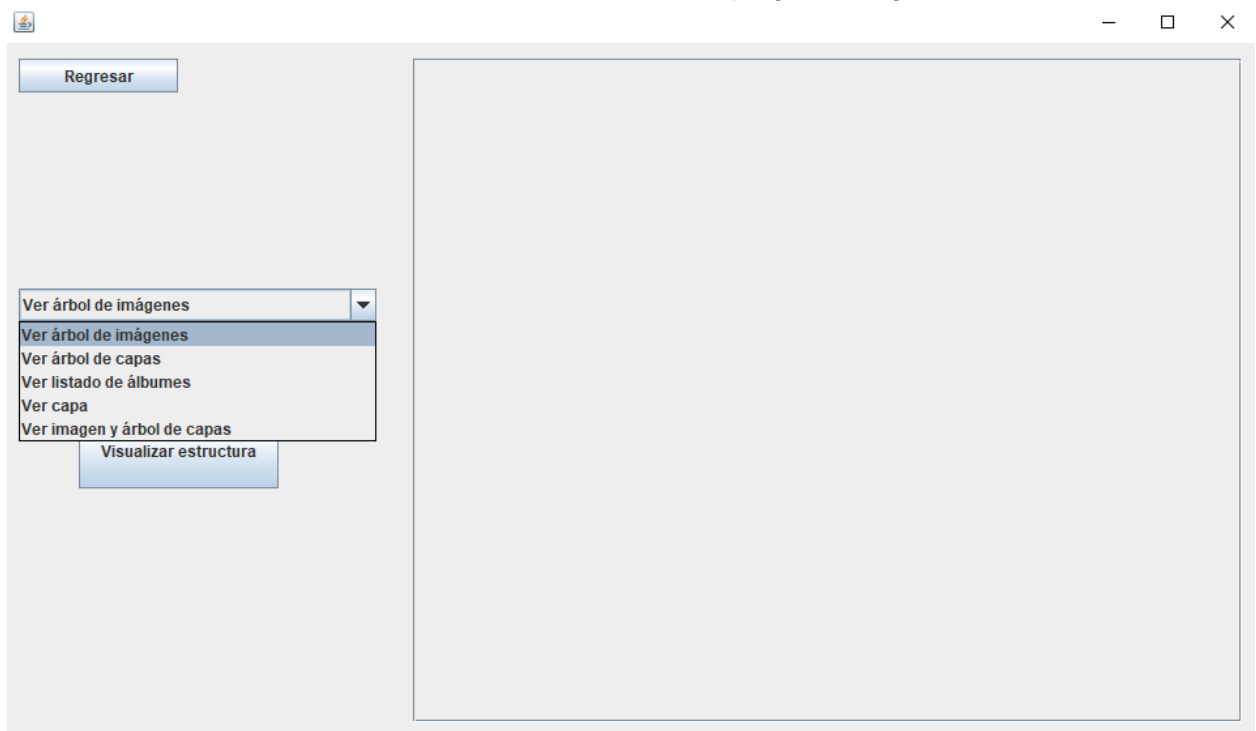 Regresar
Ver árbol de imágenes
Ver árbol de imágenes
Ver árbol de capas
Ver listado de álbumes
Ver capa
Ver imagen y árbol de capas
Visualizar estructura